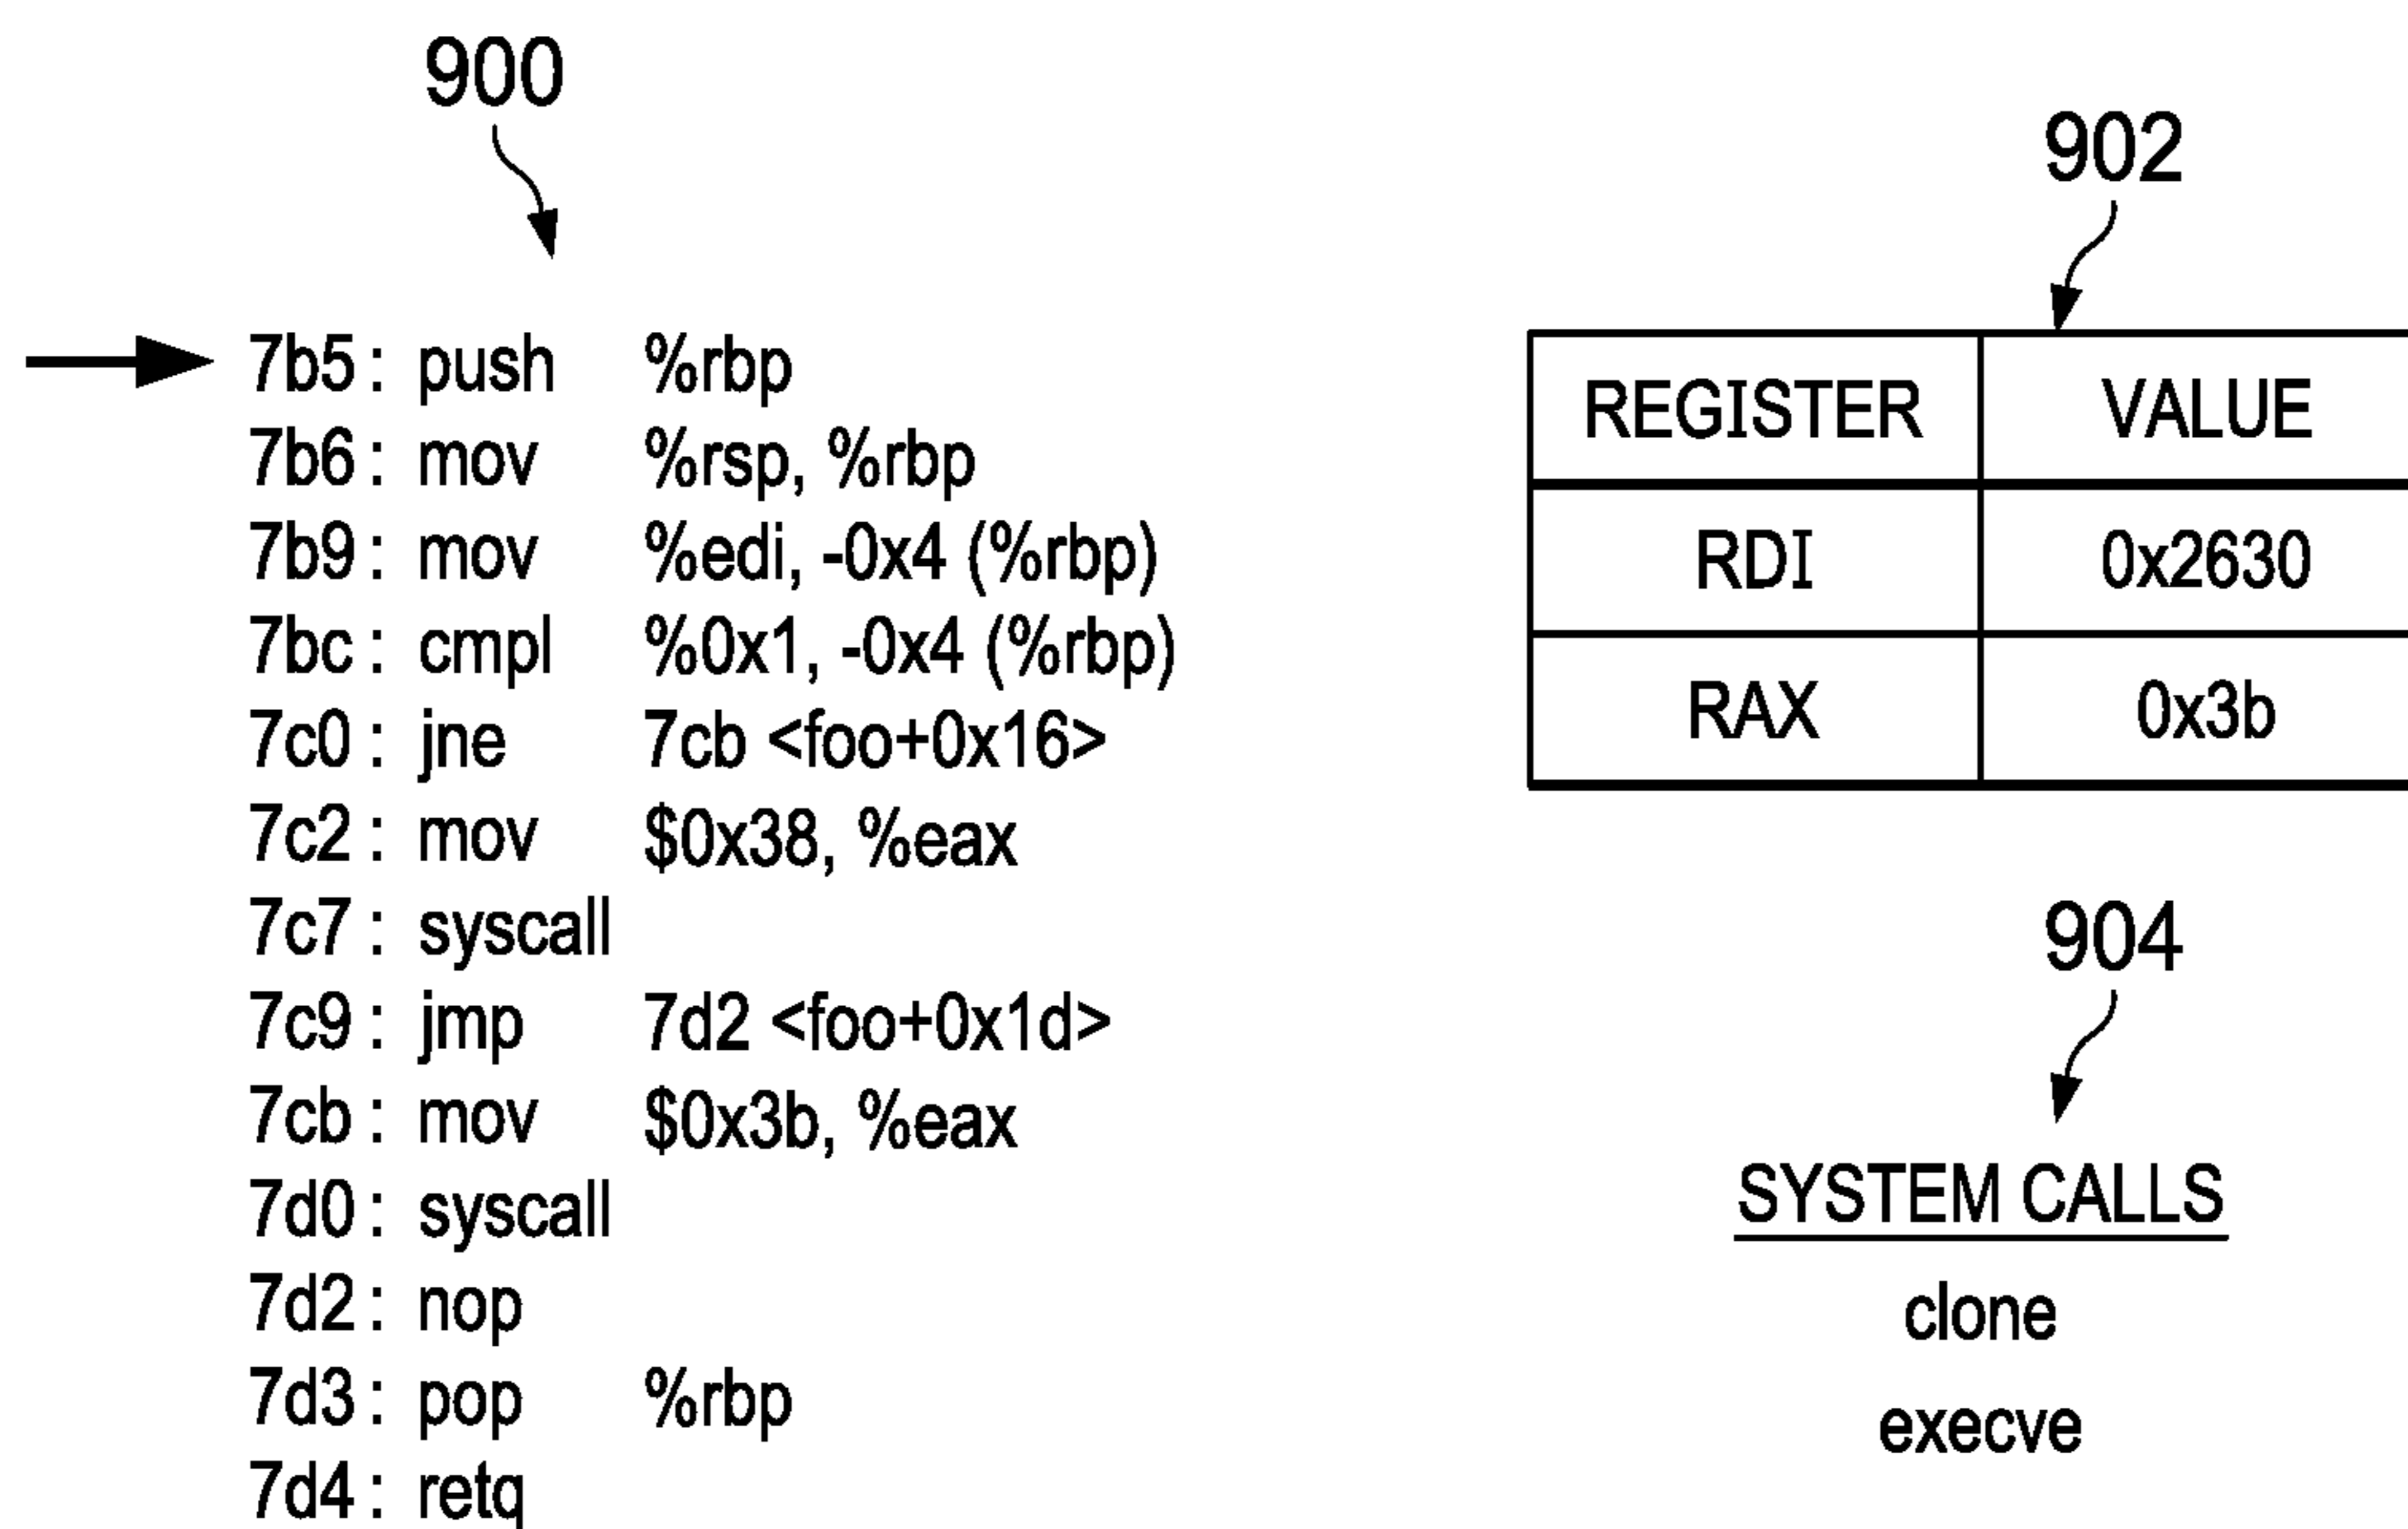 900
7b5 : push %rbp
7b6 : mov %rsp, %rbp
7b9 : mov %edi, -0x4 (%rbp)
7bc : cmpl %0x1, -0x4 (%rbp)
7c0 : jne 7cb <foo+0x16>
7c2 : mov $0x38, %eax
7c7 : syscall
7c9 : jmp 7d2 <foo+0x1d>
7cb : mov $0x3b, %eax
7d0 : syscall
7d2 : nop
7d3 : pop %rbp
7d4 : retq
902
REGISTER VALUE
RDI 0x2630
RAX 0x3b
904
SYSTEM CALLS
clone
execve